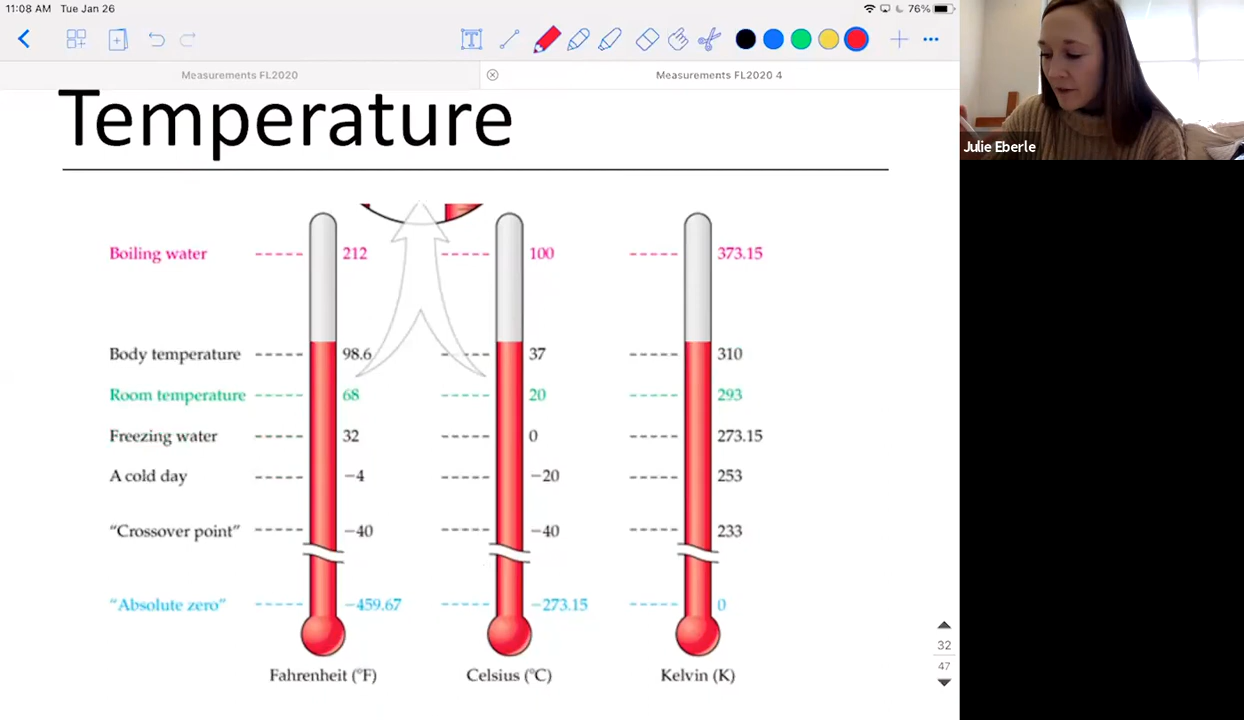 11:08 AM Tue Jan 26 76%
Measurements FL2020 Measurements FL2020 4
Julie Eberle
Temperature
Boiling water 212 100 373.15
Body temperature 98.6 37 310
Room temperature 68 20 293
Freezing water 32 0 273.15
A cold day −4 −20 253
"Crossover point" −40 −40 233
"Absolute zero" −459.67 −273.15 0
Fahrenheit (°F) Celsius (°C) Kelvin (K)
32
47